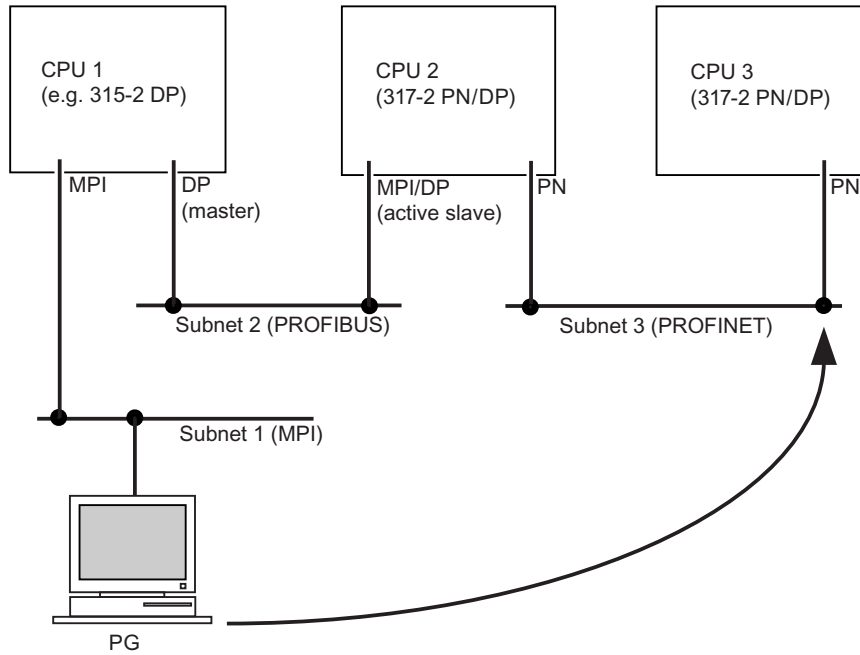 CPU 1
(e.g. 315-2 DP)
CPU 2
(317-2 PN/DP)
CPU 3
(317-2 PN/DP)
MPI
DP
(master)
MPI/DP
(active slave)
PN
PN
Subnet 2 (PROFIBUS)
Subnet 3 (PROFINET)
Subnet 1 (MPI)
PG